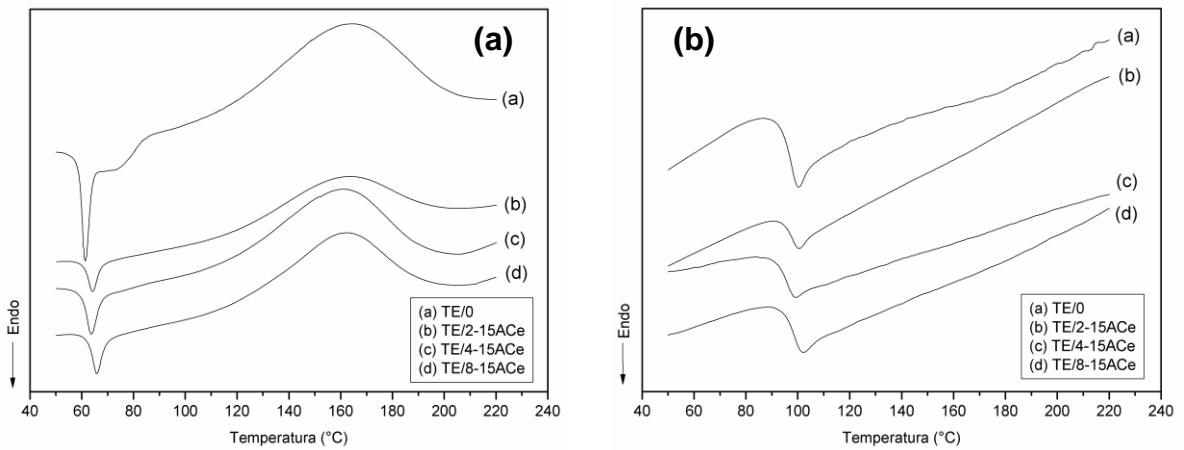 (a)
(a)
(b)
(c)
(d)
Endo
(a) TE/0
(b) TE/2-15ACe
(c) TE/4-15ACe
(d) TE/8-15ACe
40 60 80 100 120 140 160 180 200 220 240
Temperatura (°C)
(b)
(a)
(b)
(c)
(d)
Endo
(a) TE/0
(b) TE/2-15ACe
(c) TE/4-15ACe
(d) TE/8-15ACe
40 60 80 100 120 140 160 180 200 220 240
Temperatura (°C)